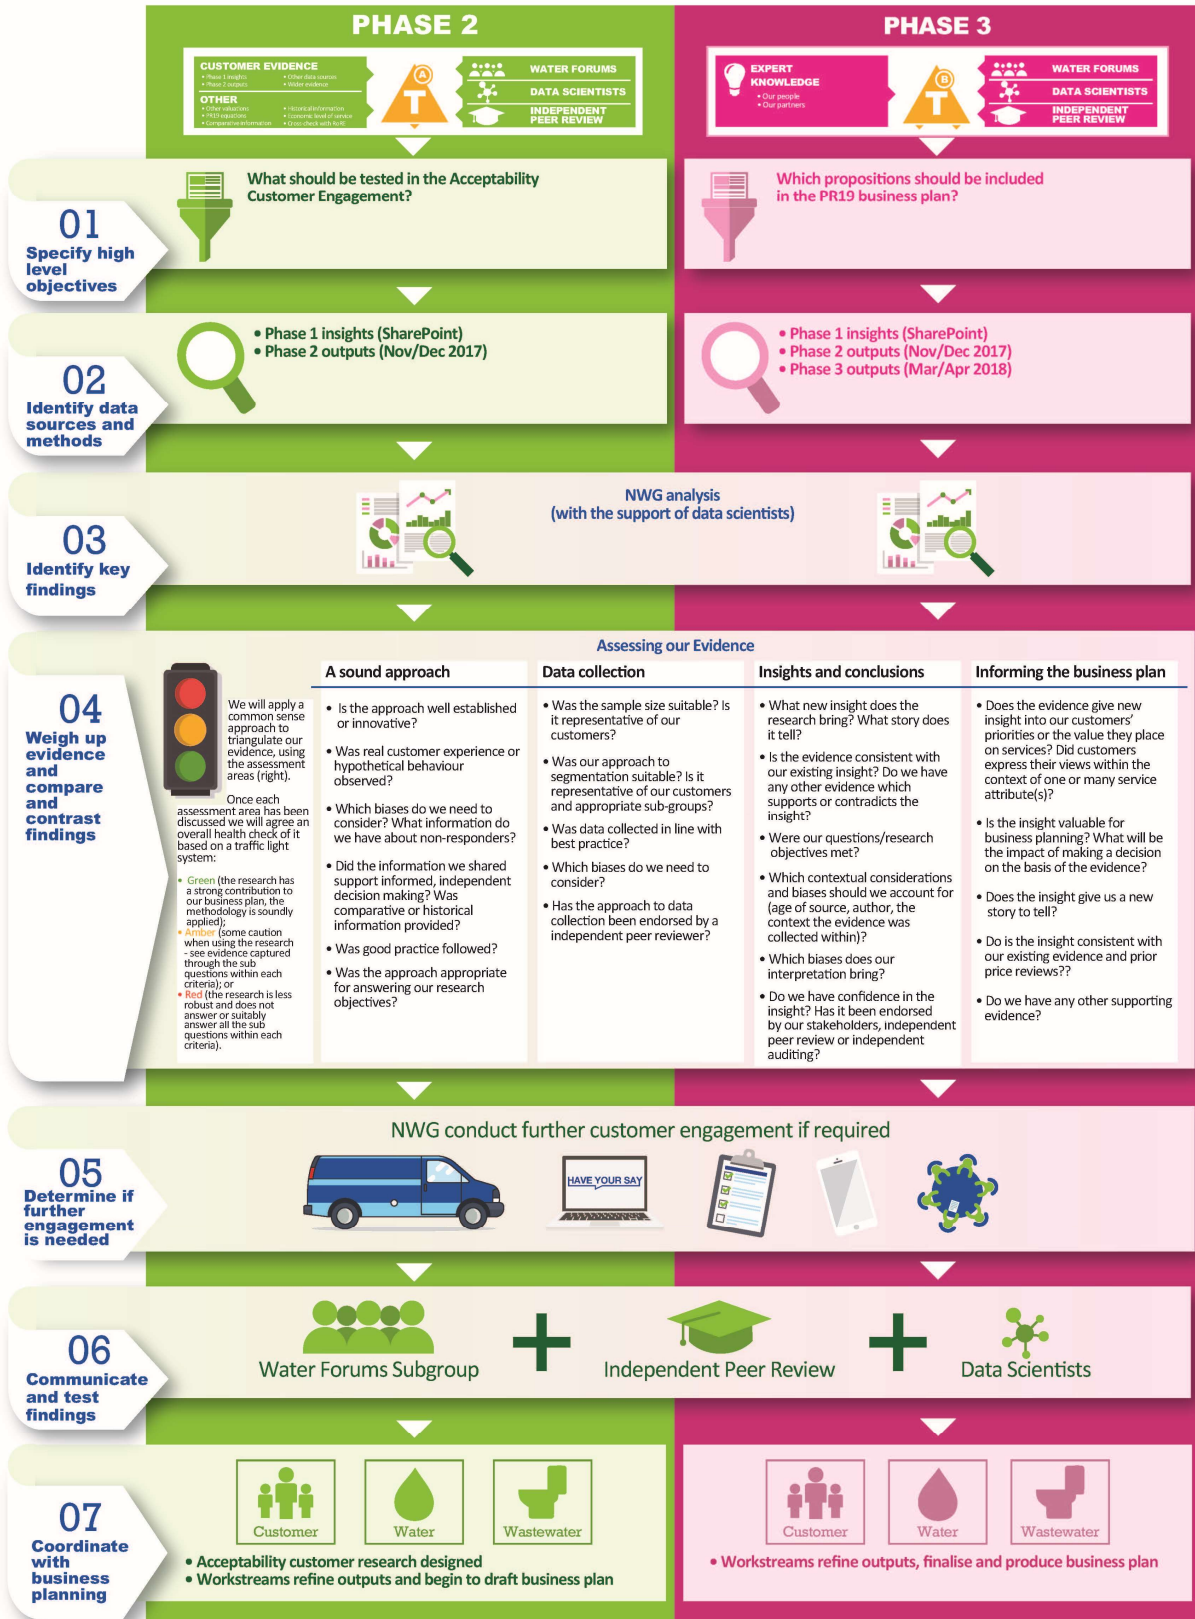 PHASE 2
CUSTOMER EVIDENCE
• Phase 1 insights
• Phase 2 outputs
• Other data sources
• Wider evidence
OTHER
• Other valuations
• PR19 equations
• Comparative information
• Historical information
• Economic level of service
• Cross-check with RoRE
A
T
WATER FORUMS
DATA SCIENTISTS
INDEPENDENT
PEER REVIEW
PHASE 3
EXPERT
KNOWLEDGE
• Our people
• Our partners
B
T
WATER FORUMS
DATA SCIENTISTS
INDEPENDENT
PEER REVIEW
01
Specify high
level
objectives
What should be tested in the Acceptability
Customer Engagement?
Which propositions should be included
in the PR19 business plan?
02
Identify data
sources and
methods
• Phase 1 insights (SharePoint)
• Phase 2 outputs (Nov/Dec 2017)
• Phase 1 insights (SharePoint)
• Phase 2 outputs (Nov/Dec 2017)
• Phase 3 outputs (Mar/Apr 2018)
03
Identify key
findings
NWG analysis
(with the support of data scientists)
04
Weigh up
evidence
and
compare
and
contrast
findings
Assessing our Evidence
We will apply a
common sense
approach to
triangulate our
evidence, using
the assessment
areas (right).
Once each
assessment area has been
discussed we will agree an
overall health check of it
based on a traffic light
system:
• Green (the research has
a strong contribution to
our business plan, the
methodology is soundly
applied);
• Amber (some caution
when using the research
- see evidence captured
through the sub
questions within each
criteria); or
• Red (the research is less
robust and does not
answer or suitably
answer all the sub
questions within each
criteria).
A sound approach
• Is the approach well established
or innovative?
• Was real customer experience or
hypothetical behaviour
observed?
• Which biases do we need to
consider? What information do
we have about non-responders?
• Did the information we shared
support informed, independent
decision making? Was
comparative or historical
information provided?
• Was good practice followed?
• Was the approach appropriate
for answering our research
objectives?
Data collection
• Was the sample size suitable? Is
it representative of our
customers?
• Was our approach to
segmentation suitable? Is it
representative of our customers
and appropriate sub-groups?
• Was data collected in line with
best practice?
• Which biases do we need to
consider?
• Has the approach to data
collection been endorsed by a
independent peer reviewer?
Insights and conclusions
• What new insight does the
research bring? What story does
it tell?
• Is the evidence consistent with
our existing insight? Do we have
any other evidence which
supports or contradicts the
insight?
• Were our questions/research
objectives met?
• Which contextual considerations
and biases should we account for
(age of source, author, the
context the evidence was
collected within)?
• Which biases does our
interpretation bring?
• Do we have confidence in the
insight? Has it been endorsed
by our stakeholders, independent
peer review or independent
auditing?
Informing the business plan
• Does the evidence give new
insight into our customers'
priorities or the value they place
on services? Did customers
express their views within the
context of one or many service
attribute(s)?
• Is the insight valuable for
business planning? What will be
the impact of making a decision
on the basis of the evidence?
• Does the insight give us a new
story to tell?
• Do is the insight consistent with
our existing evidence and prior
price reviews??
• Do we have any other supporting
evidence?
05
Determine if
further
engagement
is needed
NWG conduct further customer engagement if required
HAVE YOUR SAY
06
Communicate
and test
findings
Water Forums Subgroup
Independent Peer Review
Data Scientists
07
Coordinate
with
business
planning
Customer
Water
Wastewater
• Acceptability customer research designed
• Workstreams refine outputs and begin to draft business plan
Customer
Water
Wastewater
• Workstreams refine outputs, finalise and produce business plan